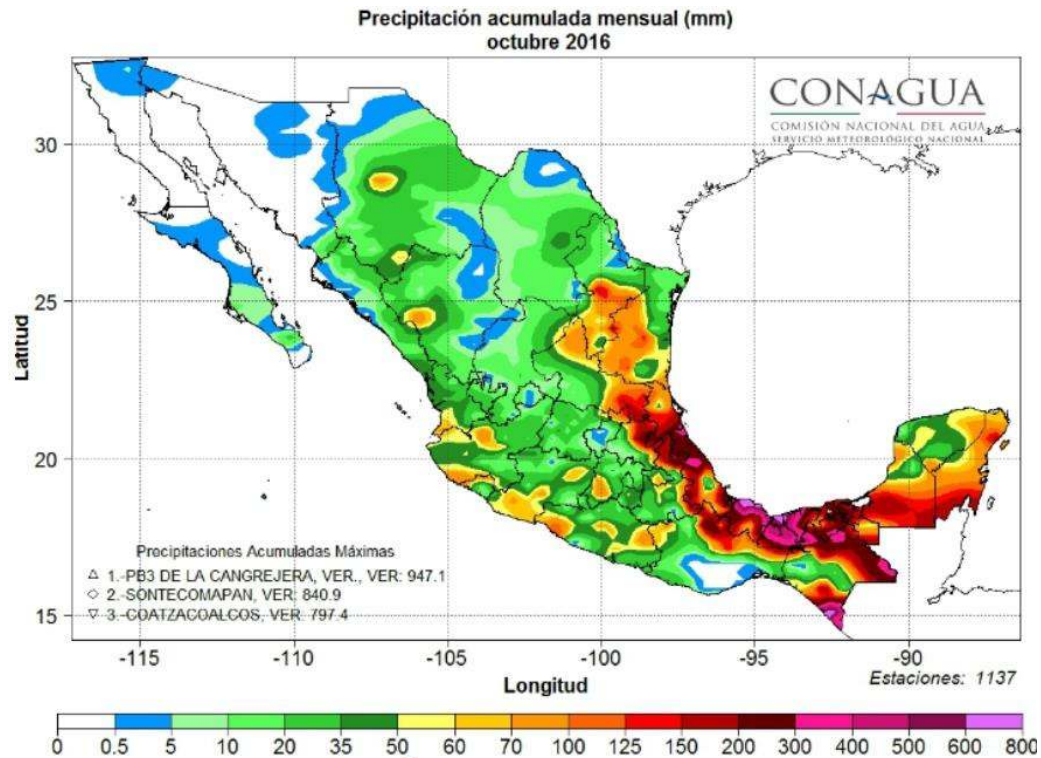 Precipitación acumulada mensual (mm)
octubre 2016
CONAGUA
COMISIÓN NACIONAL DEL AGUA
SERVICIO METEOROLÓGICO NACIONAL
30
25
20
15
Latitud
Precipitaciones Acumuladas Máximas
1.-PB3 DE LA CANGREJERA, VER., VER: 947.1
2.-SONTECOMAPAN, VER: 840.9
3.-COATZACOALCOS, VER: 797.4
-115 -110 -105 -100 -95 -90
Longitud
Estaciones: 1137
0 0.5 5 10 20 35 50 60 70 100 125 150 200 300 400 500 600 800